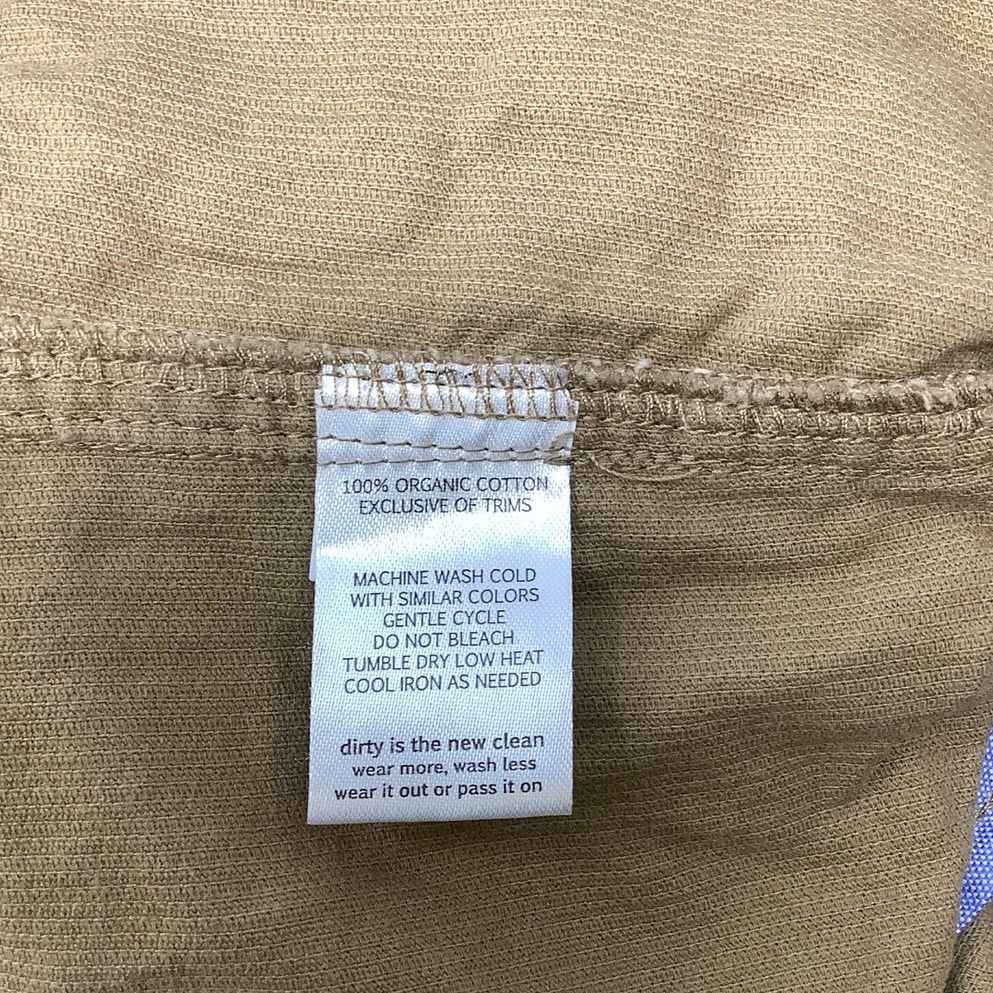 100% ORGANIC COTTON
EXCLUSIVE OF TRIMS
MACHINE WASH COLD
WITH SIMILAR COLORS
GENTLE CYCLE
DO NOT BLEACH
TUMBLE DRY LOW HEAT
COOL IRON AS NEEDED
dirty is the new clean
wear more, wash less
wear it out or pass it on